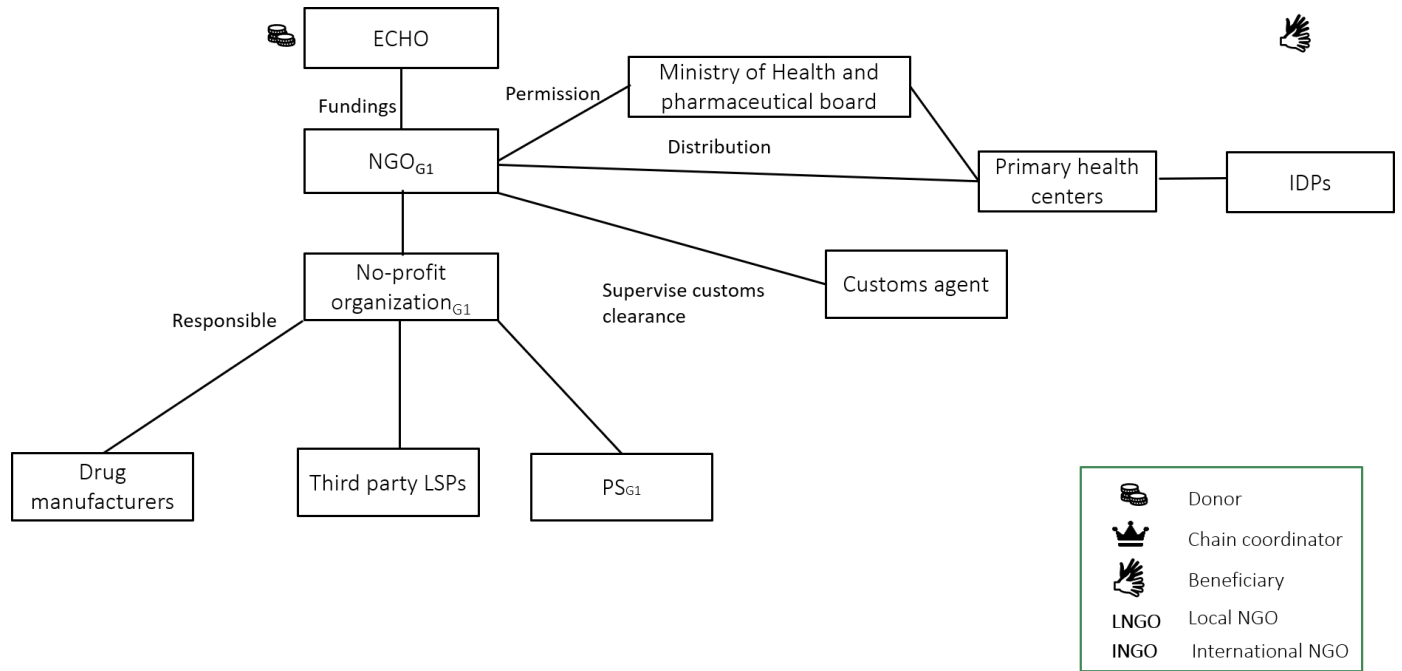 ECHO
Fundings
Permission
Ministry of Health and
pharmaceutical board
NGOG1
Distribution
Primary health
centers
IDPs
No-profit
organizationG1
Responsible
Supervise customs
clearance
Customs agent
Drug
manufacturers
Third party LSPs
PSG1
Donor
Chain coordinator
Beneficiary
LNGO Local NGO
INGO International NGO